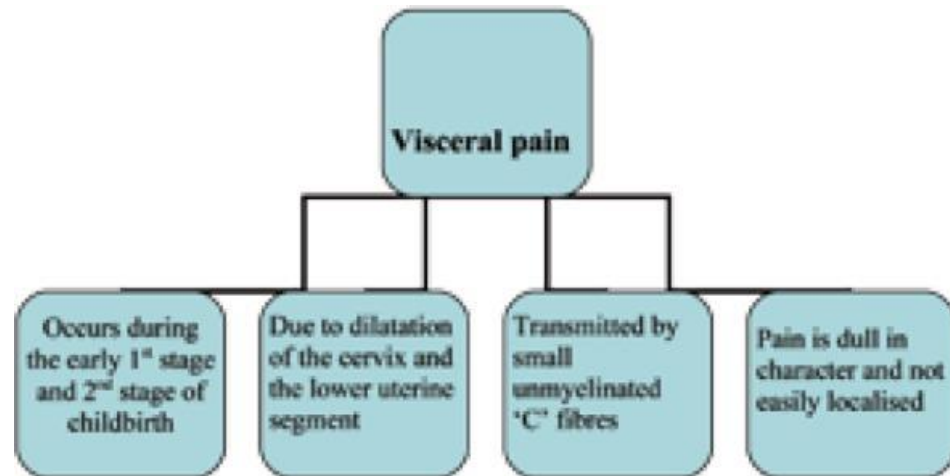 Visceral pain
Occurs during
the early 1st stage
and 2nd stage of
childbirth
Due to dilatation
of the cervix and
the lower uterine
segment
Transmitted by
small
unmyelinated
‘C’ fibres
Pain is dull in
character and not
easily localised